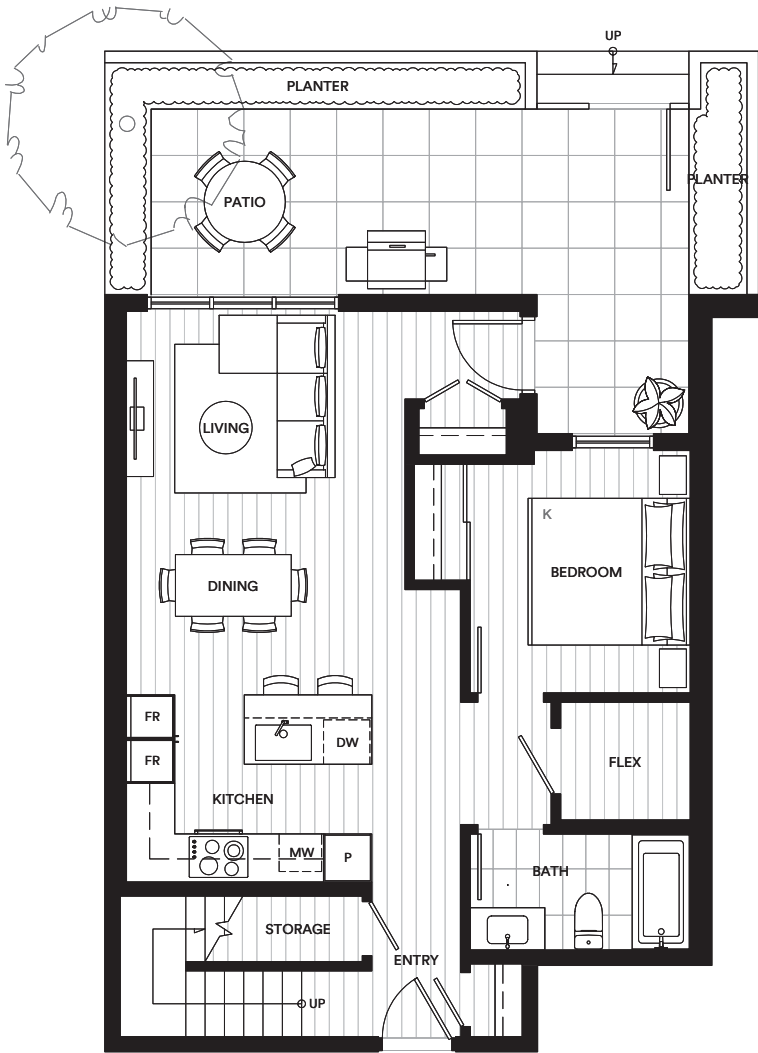 UP
PLANTER
PLANTER
PATIO
LIVING
K
DINING
BEDROOM
FR
DW
FR
FLEX
KITCHEN
MW
P
BATH
STORAGE
ENTRY
UP